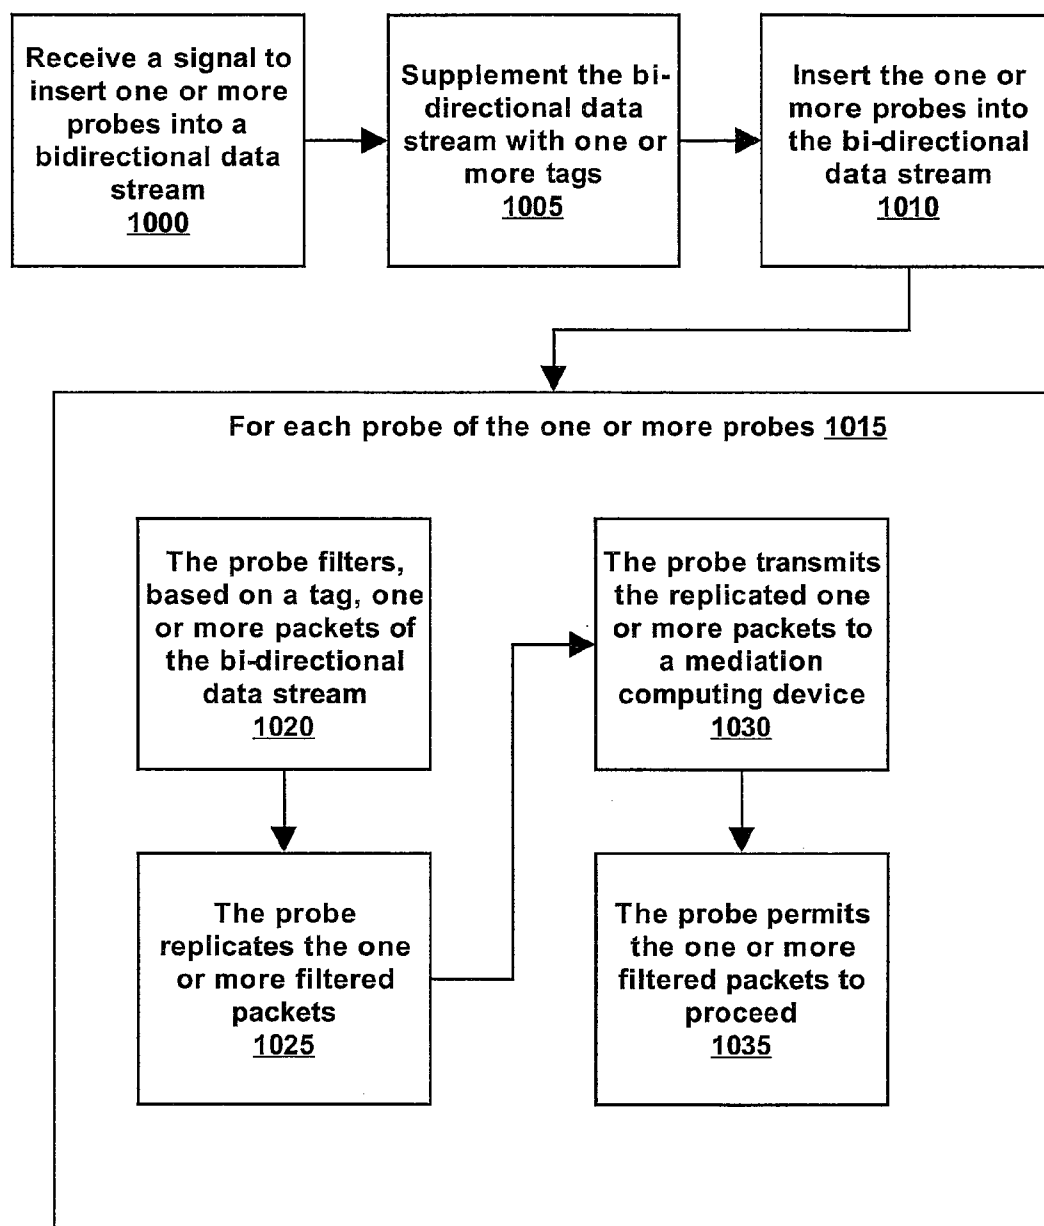 Receive a signal to
insert one or more
probes into a
bidirectional data
stream
1000
Supplement the bi-
directional data
stream with one or
more tags
1005
Insert the one or
more probes into
the bi-directional
data stream
1010
For each probe of the one or more probes 1015
The probe filters,
based on a tag, one
or more packets of
the bi-directional
data stream
1020
The probe
replicates the one
or more filtered
packets
1025
The probe transmits
the replicated one
or more packets to
a mediation
computing device
1030
The probe permits
the one or more
filtered packets to
proceed
1035